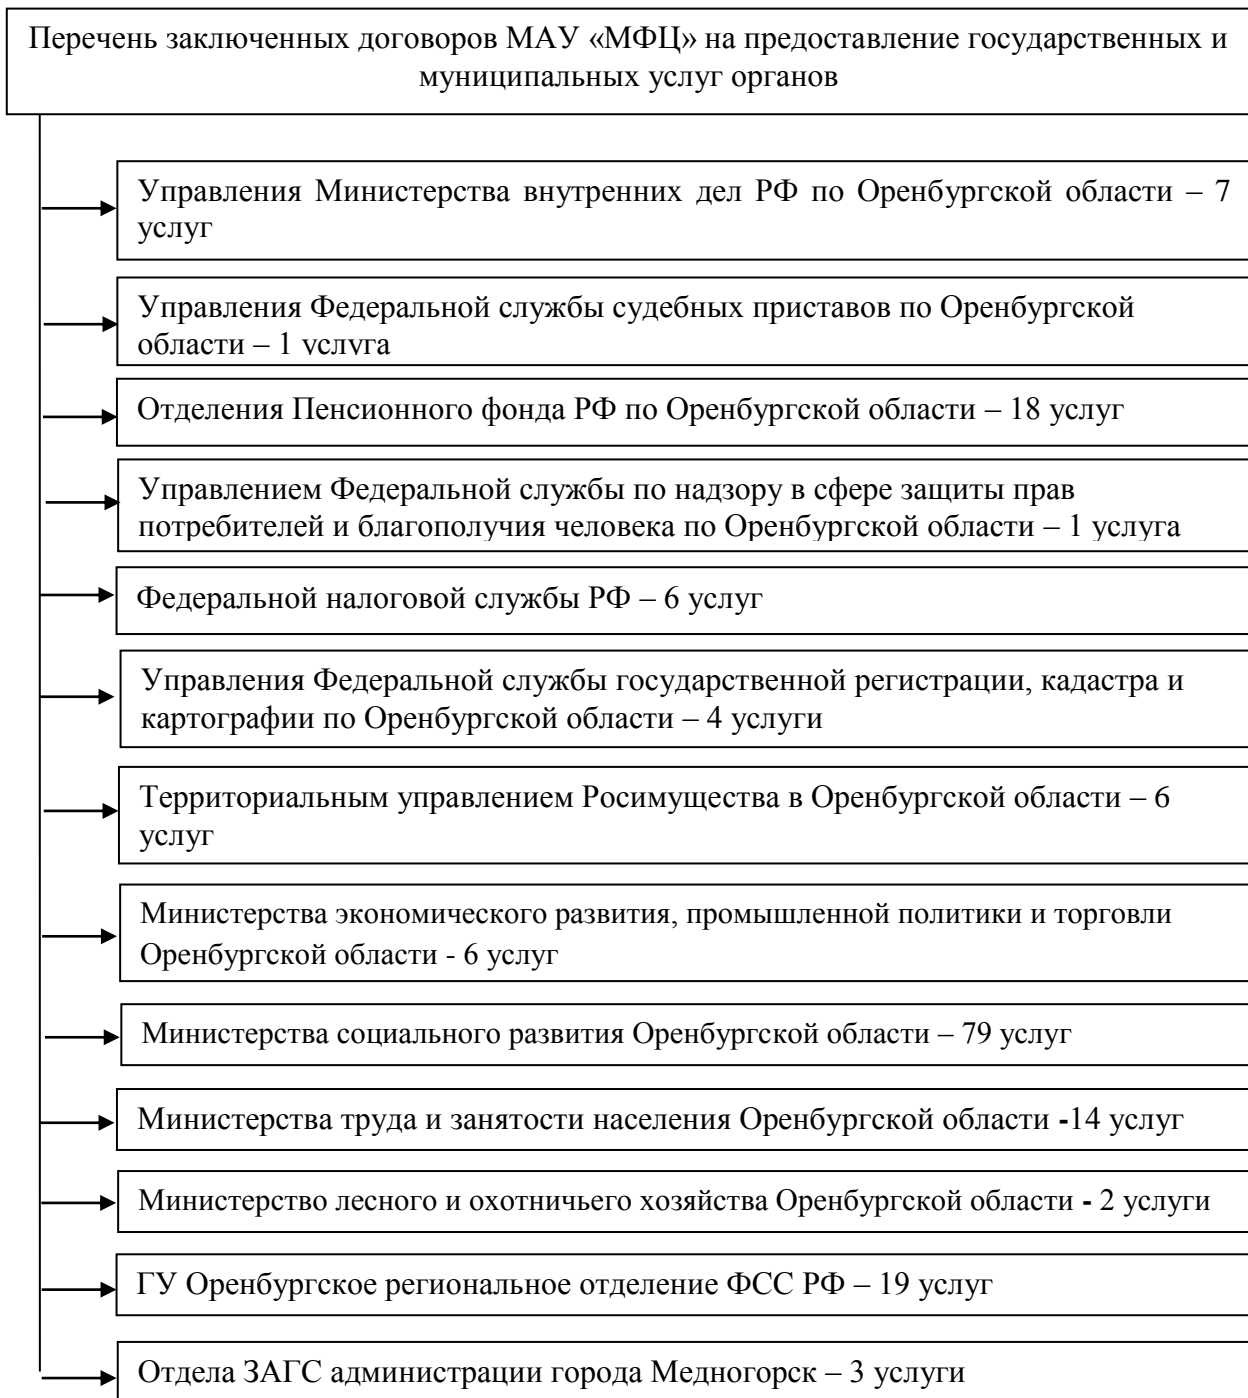 Перечень заключенных договоров МАУ «МФЦ» на предоставление государственных и
муниципальных услуг органов
Управления Министерства внутренних дел РФ по Оренбургской области – 7
услуг
Управления Федеральной службы судебных приставов по Оренбургской
области – 1 услуга
Отделения Пенсионного фонда РФ по Оренбургской области – 18 услуг
Управлением Федеральной службы по надзору в сфере защиты прав
потребителей и благополучия человека по Оренбургской области – 1 услуга
Федеральной налоговой службы РФ – 6 услуг
Управления Федеральной службы государственной регистрации, кадастра и
картографии по Оренбургской области – 4 услуги
Территориальным управлением Росимущества в Оренбургской области – 6
услуг
Министерства экономического развития, промышленной политики и торговли
Оренбургской области - 6 услуг
Министерства социального развития Оренбургской области – 79 услуг
Министерства труда и занятости населения Оренбургской области -14 услуг
Министерство лесного и охотничьего хозяйства Оренбургской области - 2 услуги
ГУ Оренбургское региональное отделение ФСС РФ – 19 услуг
Отдела ЗАГС администрации города Медногорск – 3 услуги